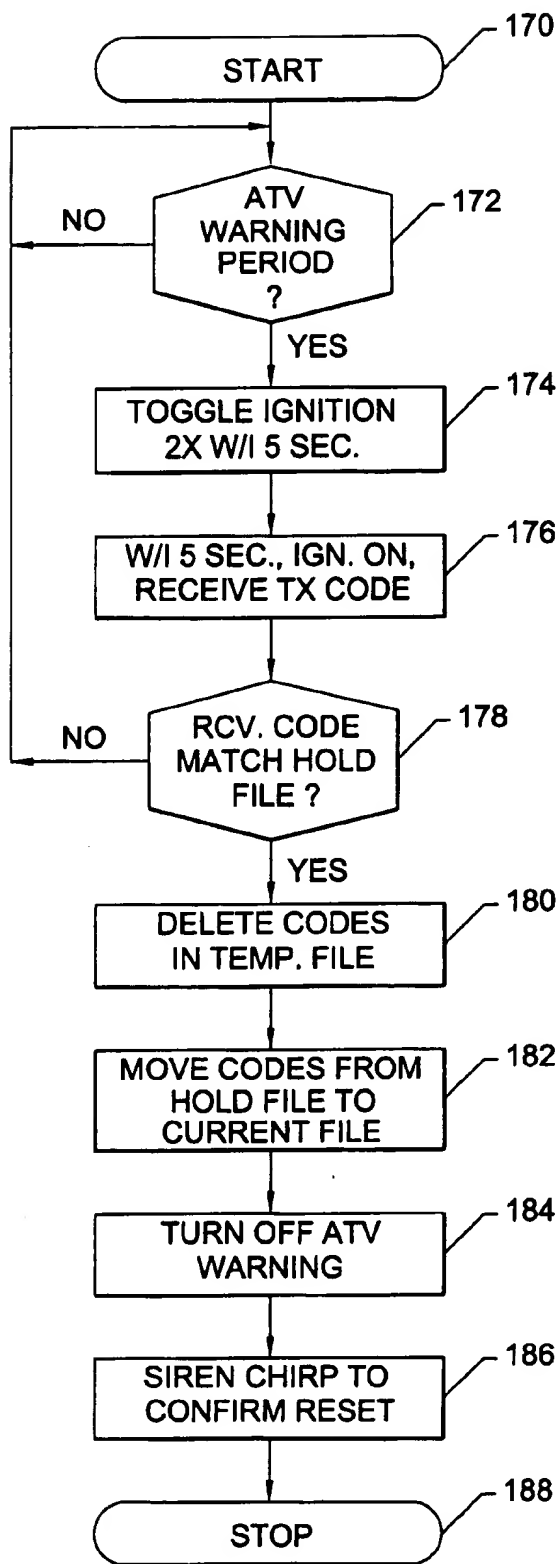 START
170
ATV
WARNING
PERIOD
?
172
NO
YES
TOGGLE IGNITION
2X W/I 5 SEC.
174
W/I 5 SEC., IGN. ON,
RECEIVE TX CODE
176
RCV. CODE
MATCH HOLD
FILE ?
178
NO
YES
DELETE CODES
IN TEMP. FILE
180
MOVE CODES FROM
HOLD FILE TO
CURRENT FILE
182
TURN OFF ATV
WARNING
184
SIREN CHIRP TO
CONFIRM RESET
186
STOP
188